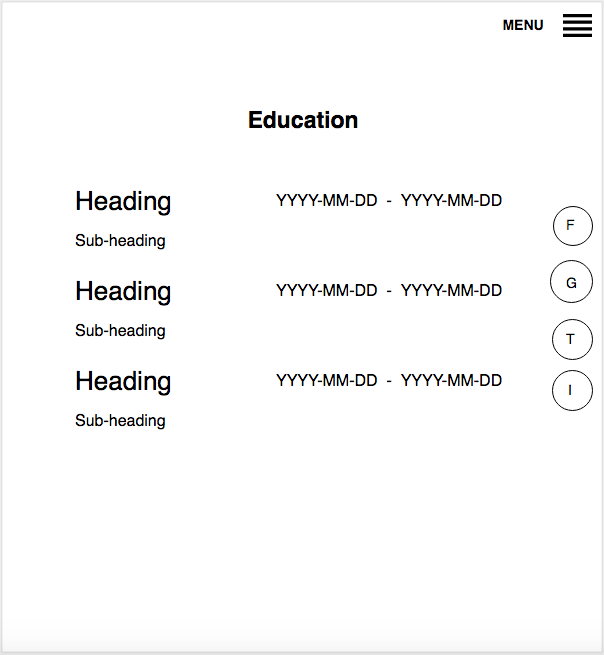 MENU
Education
Heading YYYY-MM-DD - YYYY-MM-DD
Sub-heading
F
G
Heading YYYY-MM-DD - YYYY-MM-DD
Sub-heading
T
Heading YYYY-MM-DD - YYYY-MM-DD
I
Sub-heading